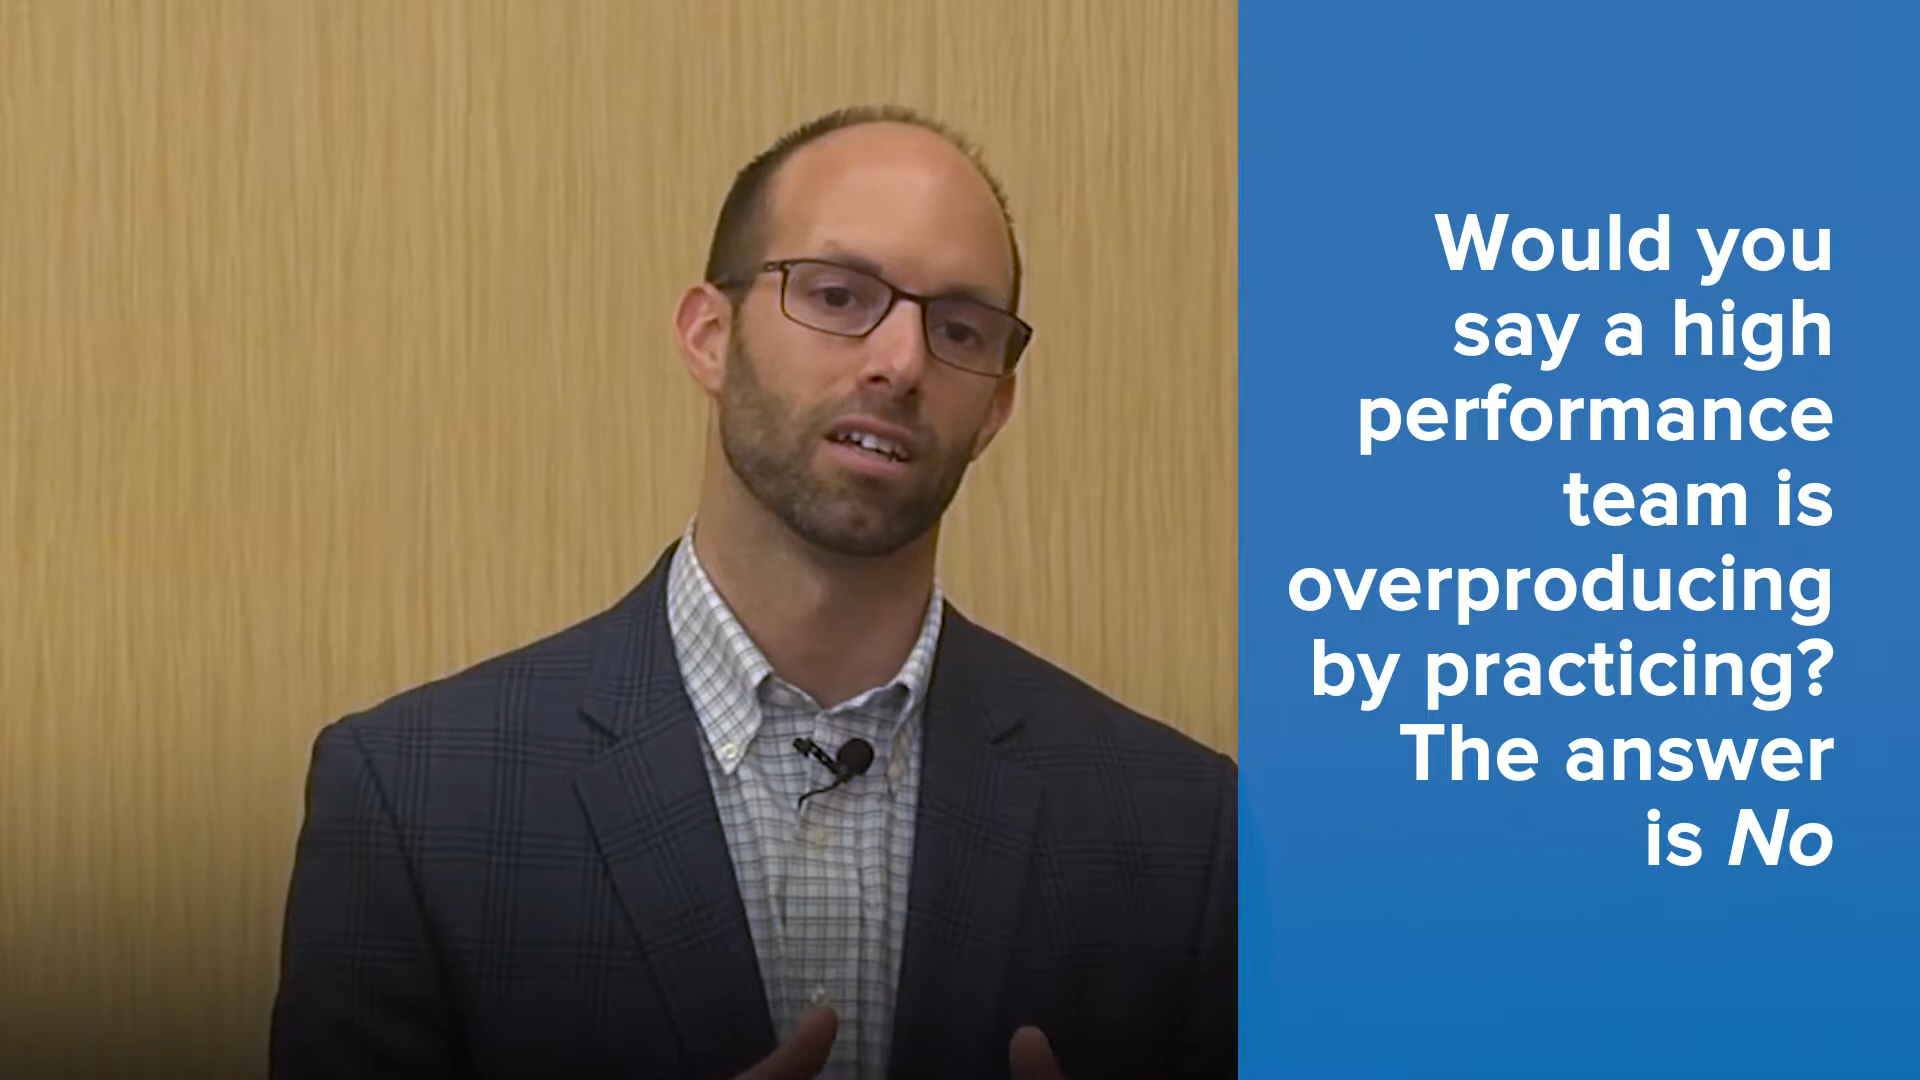 Would you
say a high
performance
team is
overproducing
by practicing?
The answer
is No